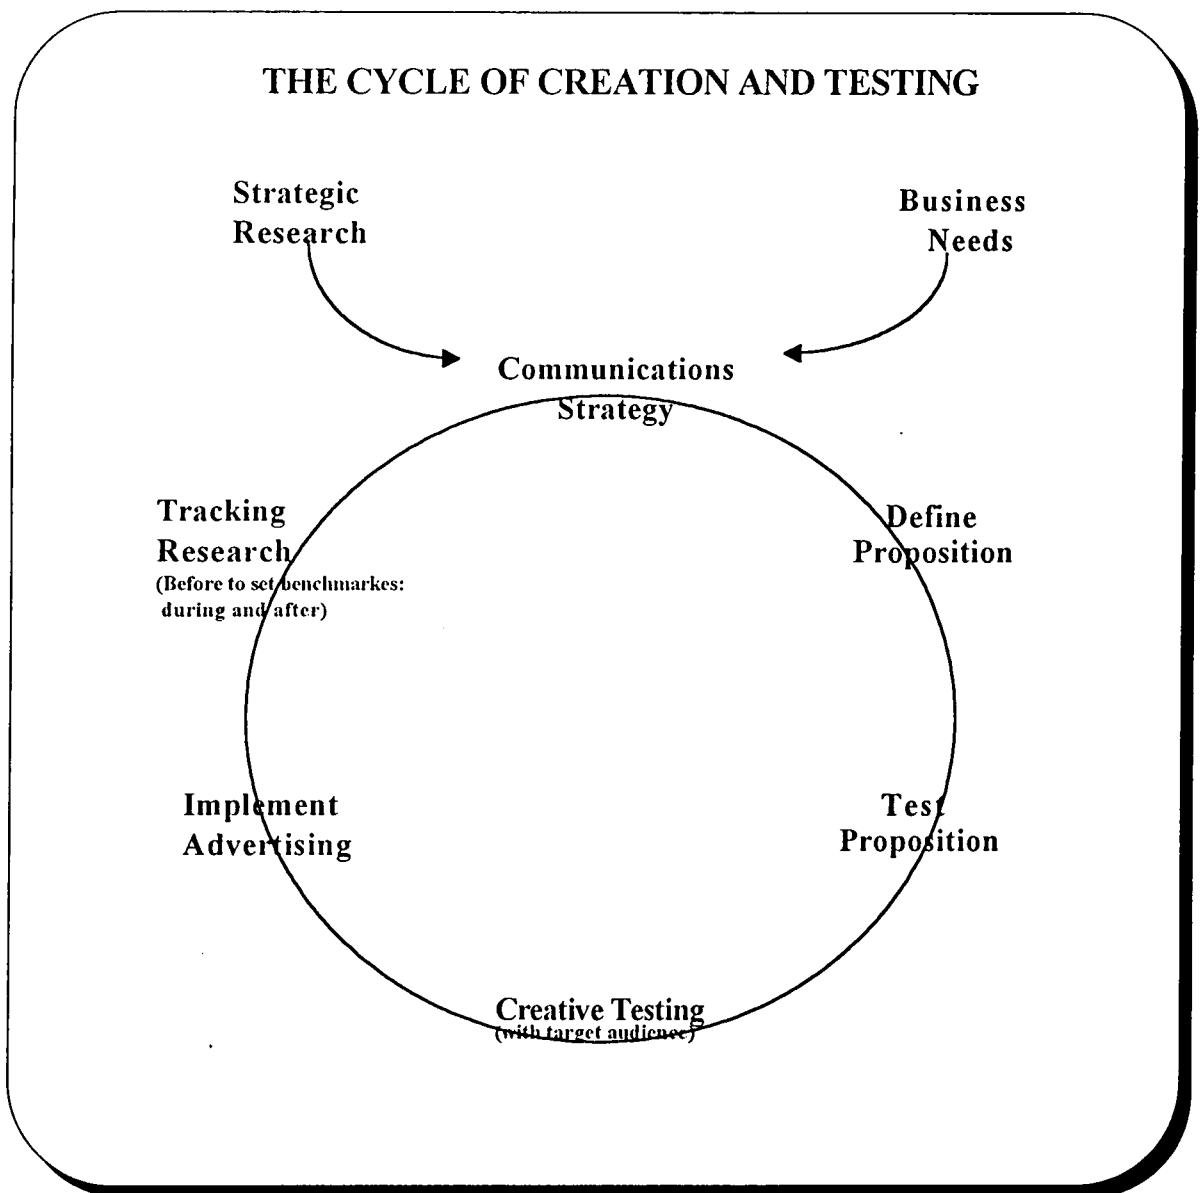 THE CYCLE OF CREATION AND TESTING
Strategic
Research
Business
Needs
Communications
Strategy
Tracking
Research
(Before to set benchmarkes:
during and after)
Define
Proposition
Implement
Advertising
Test
Proposition
Creative Testing
(with target audience)